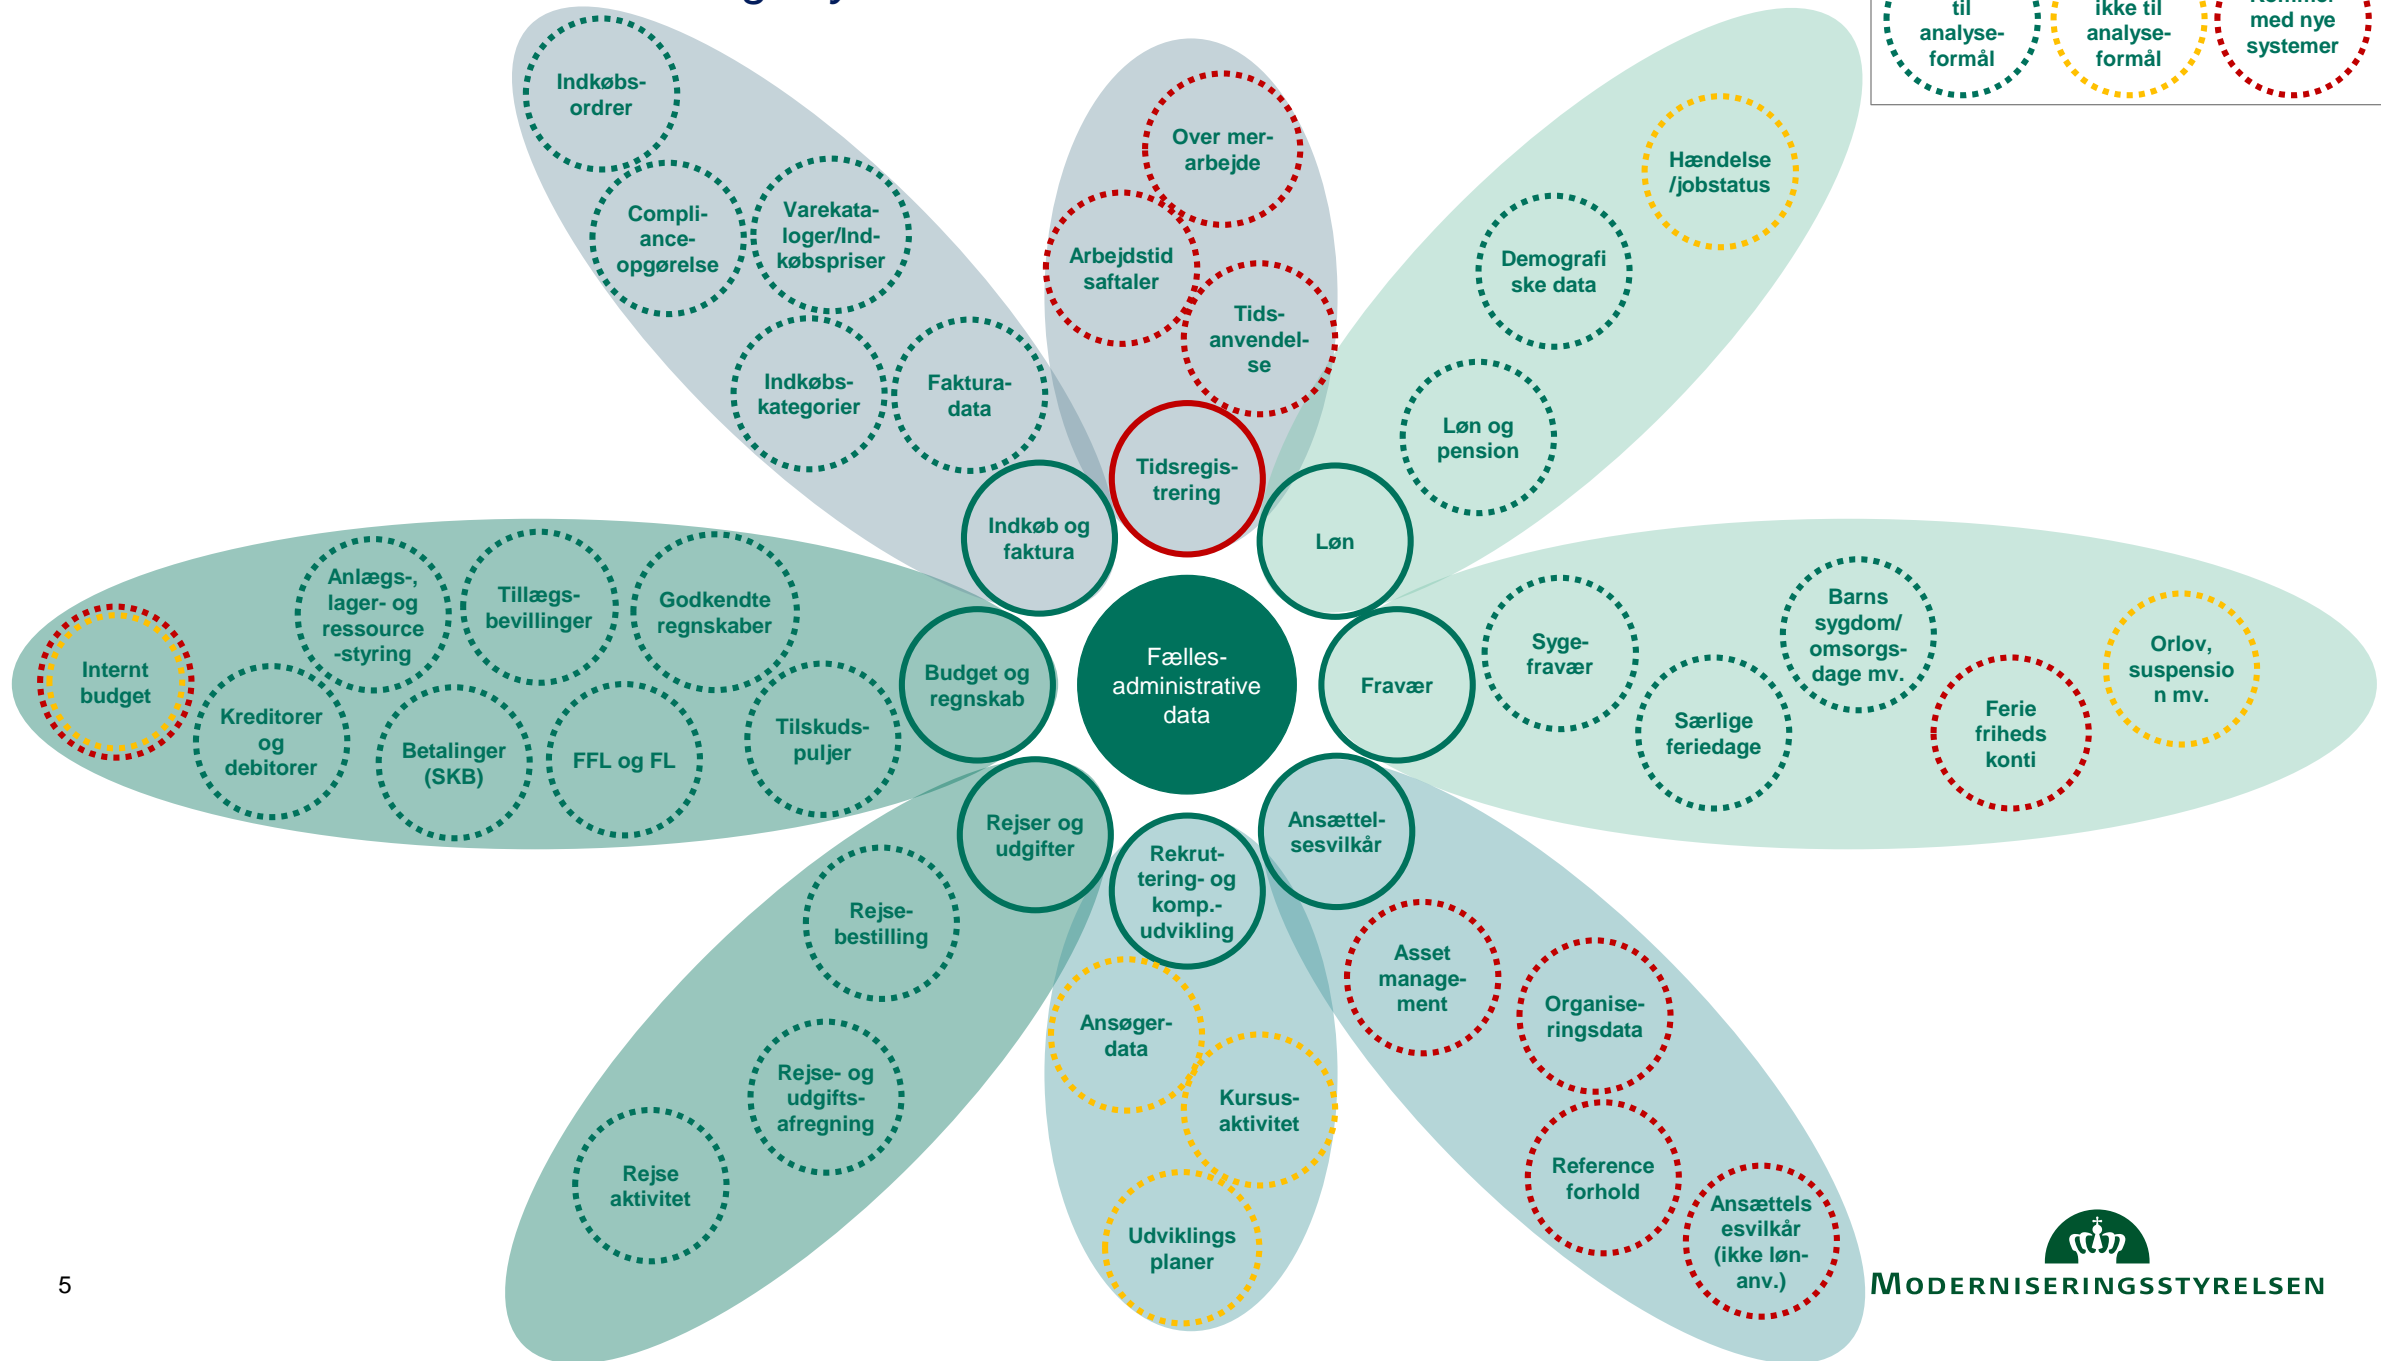 til
analyse-
formål
ikke til
analyse-
formål
med nye
systemer
Indkøbs-
ordrer
Compli-
ance-
opgørelse
Varekata-
loger/Ind-
købspriser
Indkøbs-
kategorier
Faktura-
data
Indkøb og
faktura
Over mer-
arbejde
Arbejdstid
saftaler
Tids-
anvendel-
se
Tidsregis-
trering
Hændelse
/jobstatus
Demografi
ske data
Løn og
pension
Løn
Internt
budget
Anlægs-,
lager- og
ressource
-styring
Tillægs-
bevillinger
Godkendte
regnskaber
Kreditorer
og
debitorer
Betalinger
(SKB)
FFL og FL
Tilskuds-
puljer
Budget og
regnskab
Fælles-
administrative
data
Fravær
Syge-
fravær
Særlige
feriedage
Barns
sygdom/
omsorgs-
dage mv.
Ferie
friheds
konti
Orlov,
suspensio
n mv.
Rejser og
udgifter
Rejse-
bestilling
Rejse- og
udgifts-
afregning
Rejse
aktivitet
Rekrut-
tering- og
komp.-
udvikling
Ansøger-
data
Kursus-
aktivitet
Udviklings
planer
Ansættel-
sesvilkår
Asset
manage-
ment
Organise-
ringsdata
Reference
forhold
Ansættels
esvilkår
(ikke løn-
anv.)
5
MODERNISERINGSSTYRELSEN